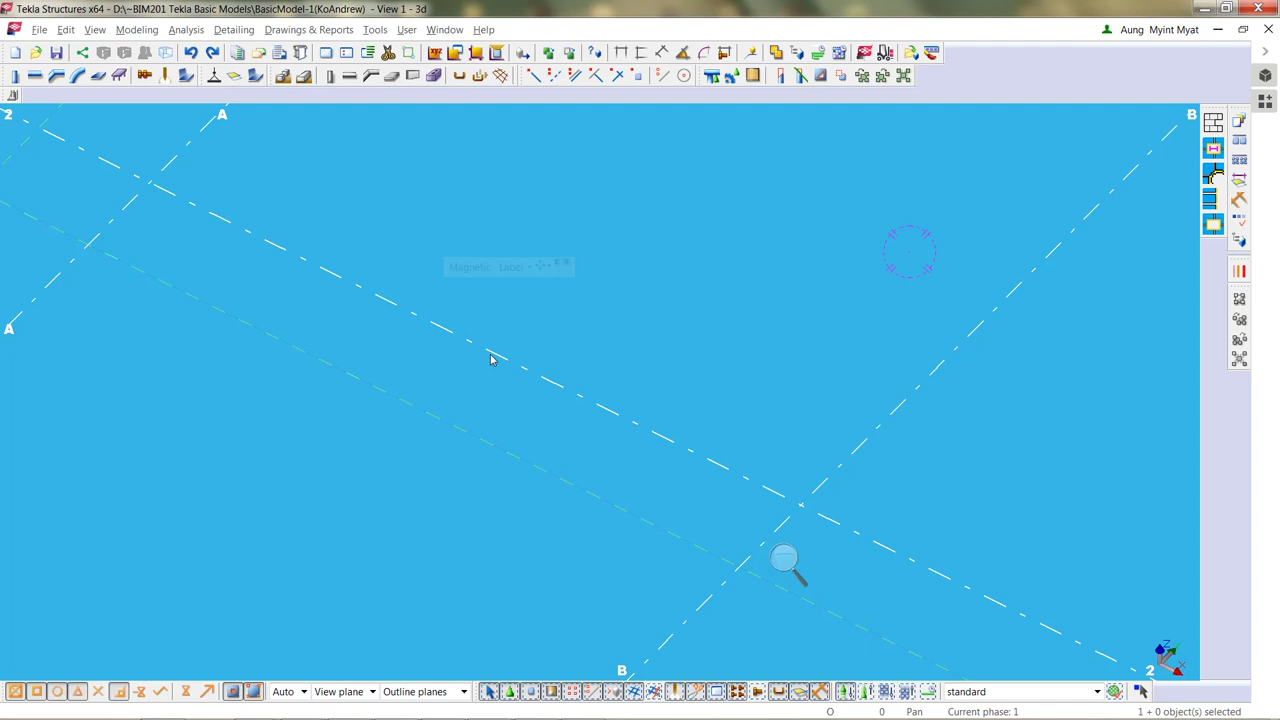 Tekla Structures x64 - D:\~BIM201 Tekla Basic Models\BasicModel-1(KoAndrew) - View 1 - 3d
File Edit View Modeling Analysis Detailing Drawings & Reports Tools User Window Help Aung Myint Myat
2 A B
Magnetic Label
A
B 2
Z
X
Auto View plane Outline planes standard
O 0 Pan Current phase: 1 1 + 0 object(s) selected